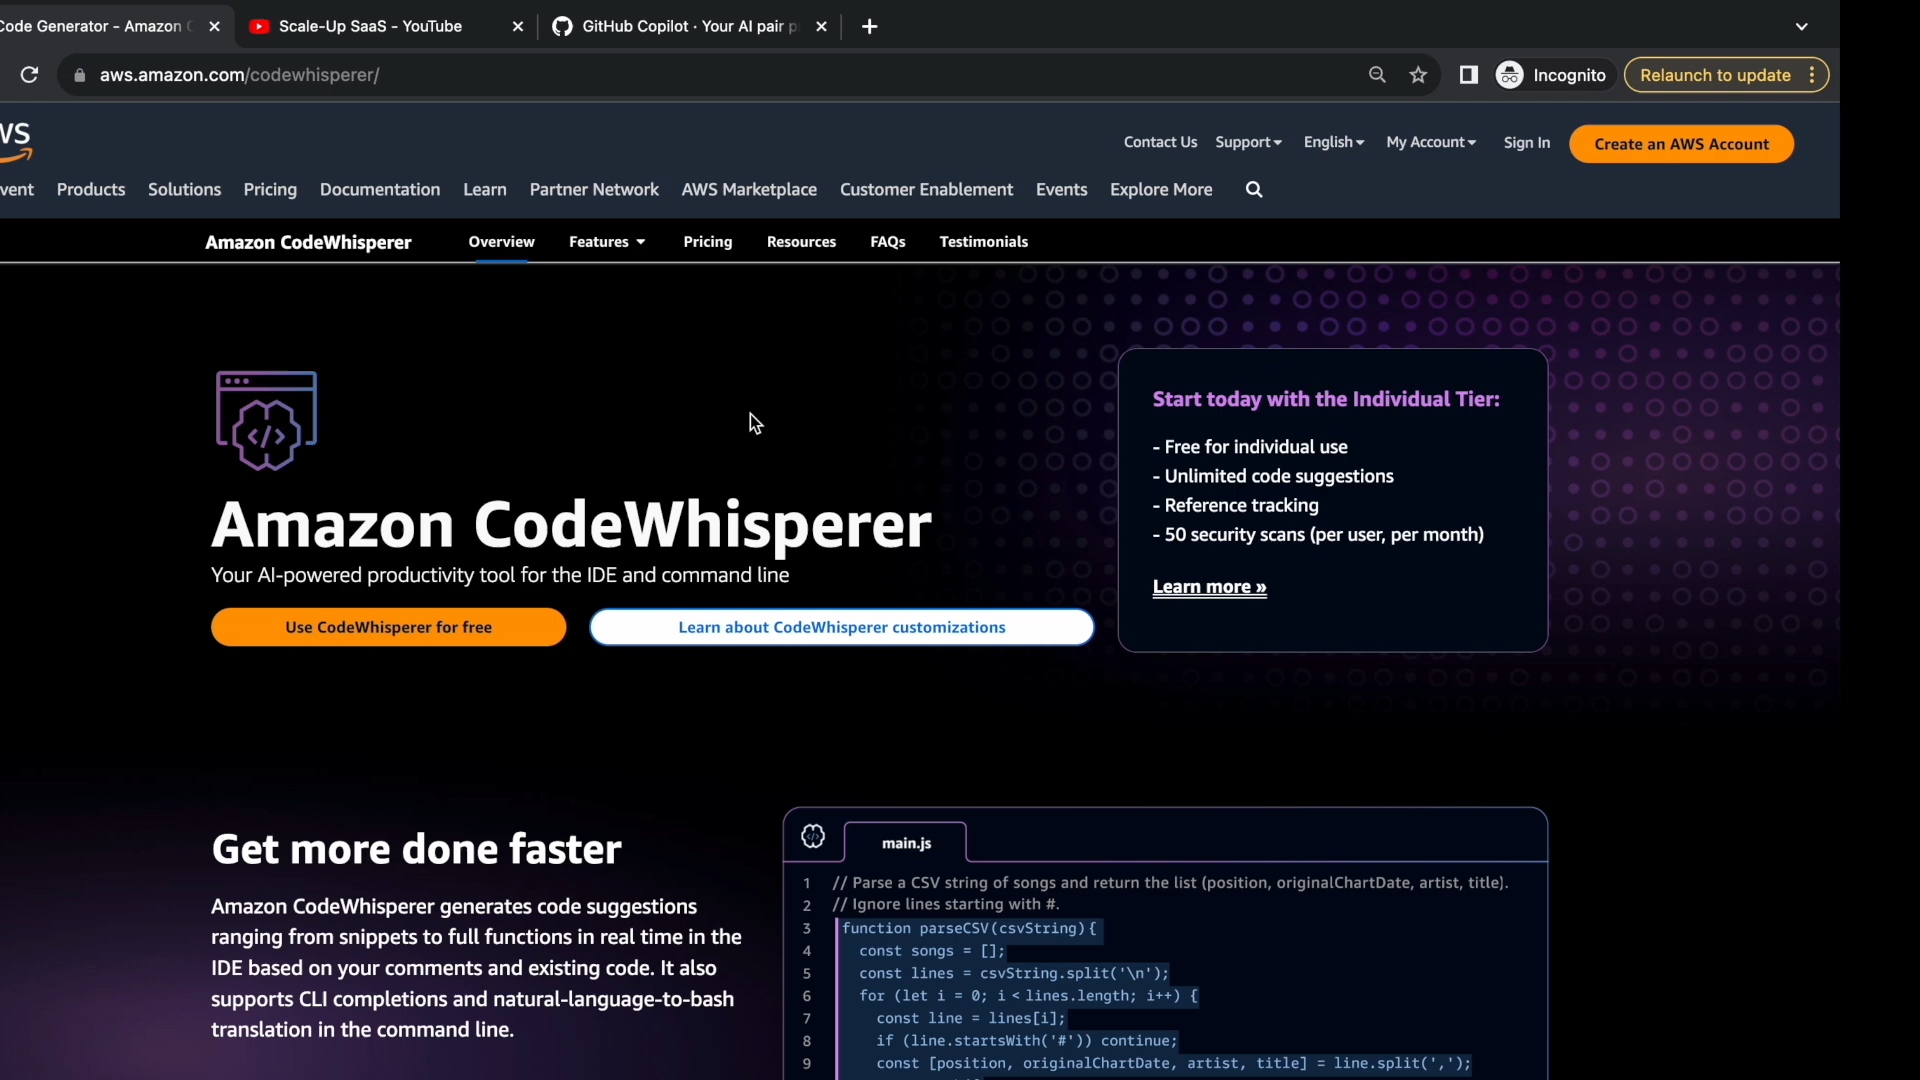 Code Generator - Amazon
Scale-Up SaaS - YouTube
GitHub Copilot · Your AI pair p
aws.amazon.com/codewhisperer/
Incognito
Relaunch to update
Contact Us
Support
English
My Account
Sign In
Create an AWS Account
Products
Solutions
Pricing
Documentation
Learn
Partner Network
AWS Marketplace
Customer Enablement
Events
Explore More
Amazon CodeWhisperer
Overview
Features
Pricing
Resources
FAQs
Testimonials
Amazon CodeWhisperer
Your AI-powered productivity tool for the IDE and command line
Use CodeWhisperer for free
Learn about CodeWhisperer customizations
Start today with the Individual Tier:
- Free for individual use
- Unlimited code suggestions
- Reference tracking
- 50 security scans (per user, per month)
Learn more »
Get more done faster
Amazon CodeWhisperer generates code suggestions
ranging from snippets to full functions in real time in the
IDE based on your comments and existing code. It also
supports CLI completions and natural-language-to-bash
translation in the command line.
main.js
1 // Parse a CSV string of songs and return the list (position, originalChartDate, artist, title).
2 // Ignore lines starting with #.
3 function parseCSV(csvString){
4 const songs = [];
5 const lines = csvString.split('\n');
6 for (let i = 0; i < lines.length; i++) {
7 const line = lines[i];
8 if (line.startsWith('#')) continue;
9 const [position, originalChartDate, artist, title] = line.split(',');